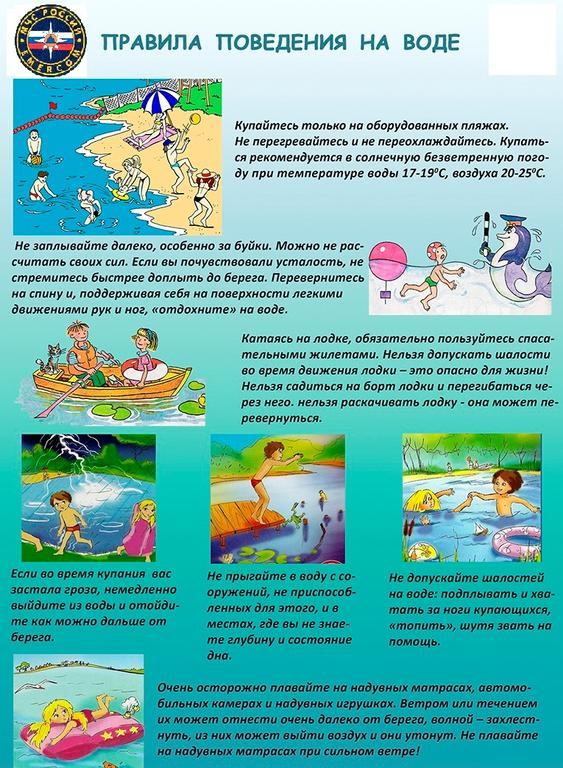 МЧС РОССИИ
EMERCOM
ПРАВИЛА ПОВЕДЕНИЯ НА ВОДЕ
Купайтесь только на оборудованных пляжах.
Не перегревайтесь и не переохлаждайтесь. Купать-
ся рекомендуется в солнечную безветренную пого-
ду при температуре воды 17-19⁰С, воздуха 20-25⁰С.
Не заплывайте далеко, особенно за буйки. Можно не рас-
считать своих сил. Если вы почувствовали усталость, не
стремитесь быстрее доплыть до берега. Перевернитесь
на спину и, поддерживая себя на поверхности легкими
движениями рук и ног, «отдохните» на воде.
Катаясь на лодке, обязательно пользуйтесь спаса-
тельными жилетами. Нельзя допускать шалости
во время движения лодки – это опасно для жизни!
Нельзя садиться на борт лодки и перегибаться че-
рез него. нельзя раскачивать лодку - она может пе-
ревернуться.
Если во время купания вас
застала гроза, немедленно
выйдите из воды и отойди-
те как можно дальше от
берега.
Не прыгайте в воду с со-
оружений, не приспособ-
ленных для этого, и в
местах, где вы не знае-
те глубину и состояние
дна.
Не допускайте шалостей
на воде: подплывать и хва-
тать за ноги купающихся,
«топить», шутя звать на
помощь.
Очень осторожно плавайте на надувных матрасах, автомо-
бильных камерах и надувных игрушках. Ветром или течением
их может отнести очень далеко от берега, волной – захлест-
нуть, из них может выйти воздух и они утонут. Не плавайте
на надувных матрасах при сильном ветре!